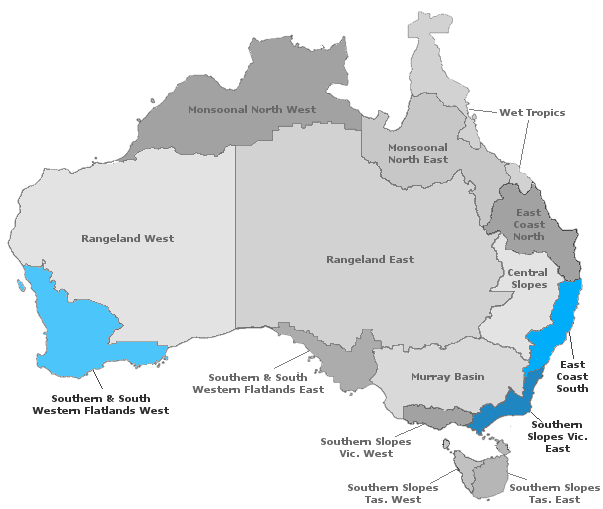 Monsoonal North West
Wet Tropics
Monsoonal
North East
East
Coast
North
Rangeland West
Rangeland East
Central
Slopes
East
Coast
South
Southern & South
Western Flatlands East
Murray Basin
Southern & South
Western Flatlands West
Southern
Slopes Vic.
East
Southern Slopes
Vic. West
Southern Slopes
Tas. West
Southern Slopes
Tas. East